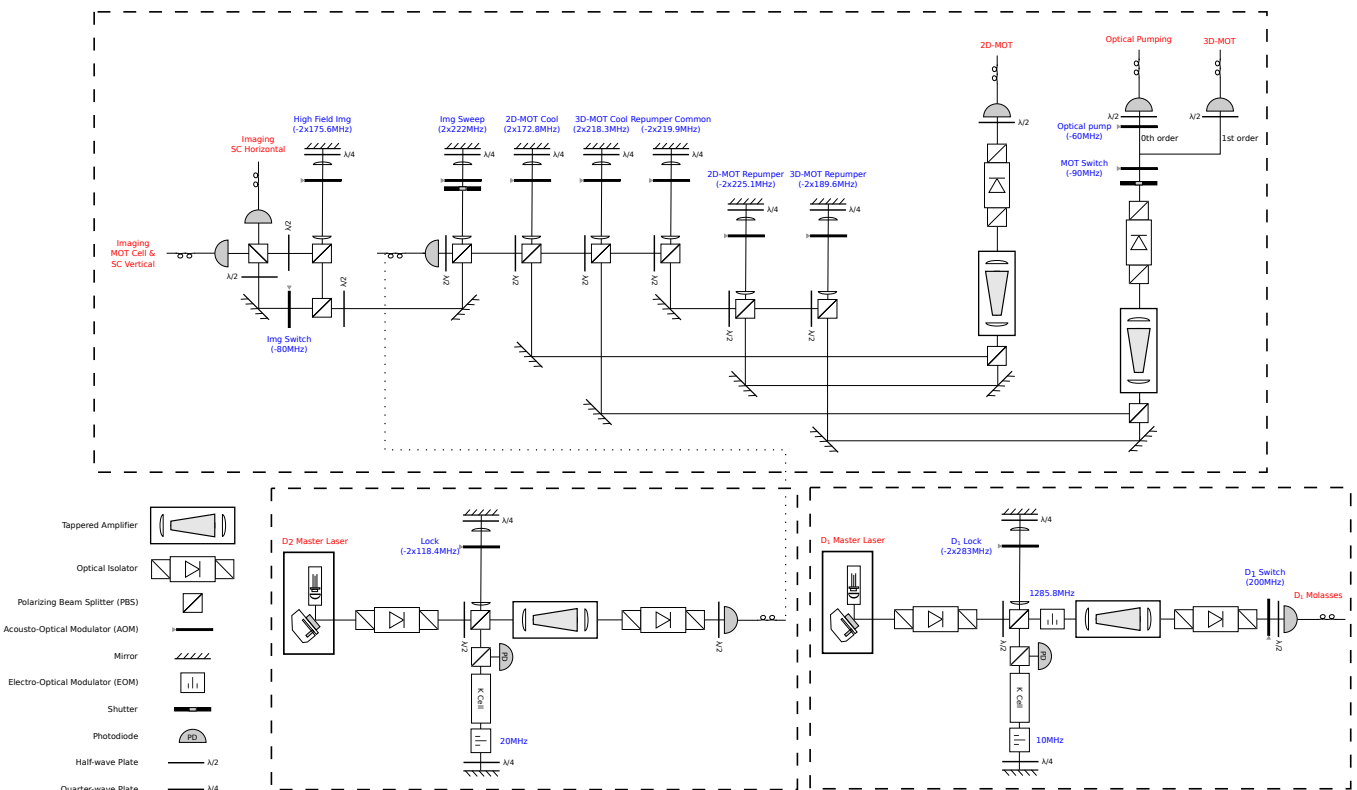 2D-MOT
Optical Pumping
3D-MOT
λ/2
λ/2
λ/2
Optical pump
(-60MHz)
0th order
1st order
MOT Switch
(-90MHz)
High Field Img
(-2x175.6MHz)
Img Sweep
(2x222MHz)
2D-MOT Cool
(2x172.8MHz)
3D-MOT Cool
(2x218.3MHz)
Repumper Common
(-2x219.9MHz)
Imaging
SC Horizontal
λ/4
λ/4
λ/4
λ/4
λ/4
2D-MOT Repumper
(-2x225.1MHz)
3D-MOT Repumper
(-2x189.6MHz)
λ/4
λ/4
Imaging
MOT Cell &
SC Vertical
λ/2
λ/2
λ/2
λ/2
λ/2
λ/2
λ/2
λ/2
λ/2
Img Switch
(-80MHz)
Tappered Amplifier
Optical Isolator
Polarizing Beam Splitter (PBS)
Acousto-Optical Modulator (AOM)
Mirror
Electro-Optical Modulator (EOM)
Shutter
Photodiode
PD
Half-wave Plate
λ/2
Quarter-wave Plate
λ/4
D2 Master Laser
Lock
(-2x118.4MHz)
λ/4
λ/2
λ/2
PD
K Cell
20MHz
λ/4
D₁ Master Laser
D₁ Lock
(-2x283MHz)
λ/4
1285.8MHz
D1 Switch
(200MHz)
D₁ Molasses
λ/2
λ/2
PD
K Cell
10MHz
λ/4